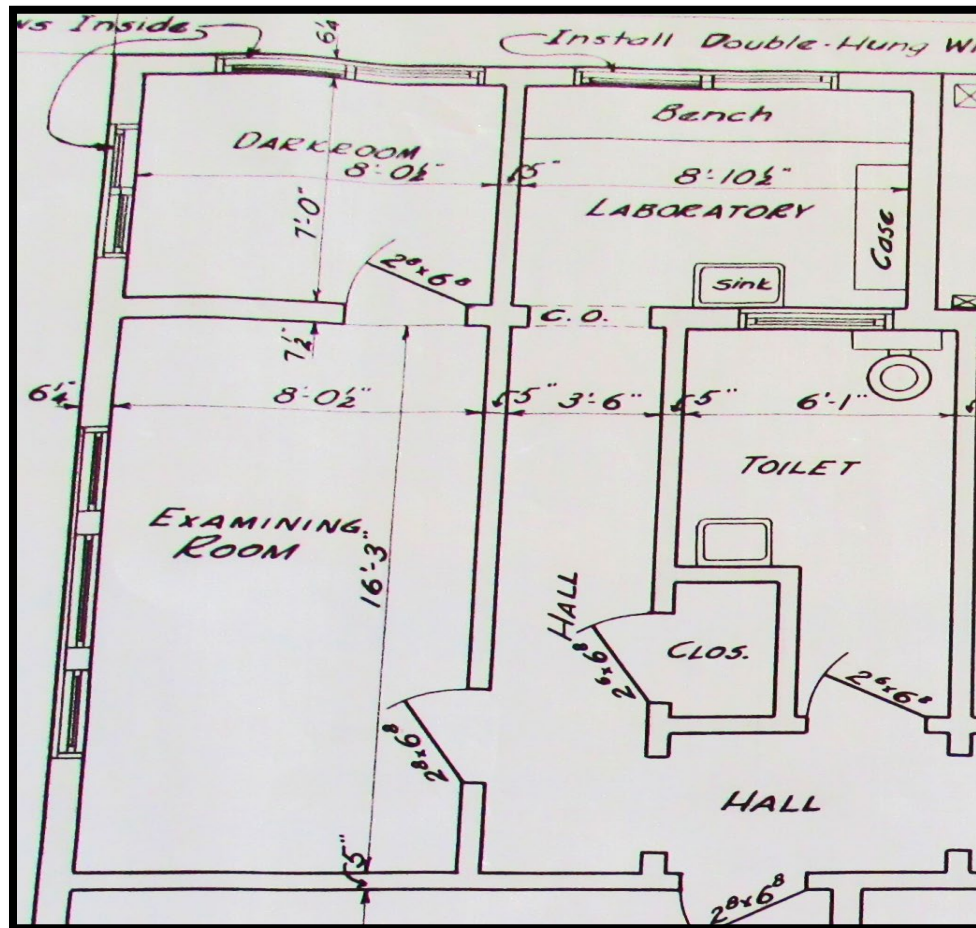 ws Inside
6¼
Install Double-Hung Wi
DARKROOM
8'-0½"
5"
Bench
8'-10½"
LABORATORY
Case
7'-0"
2⁸x6⁸
Sink
C.O.
7½"
6¼"
8'-0½"
5"
3'-6"
5"
6'-1"
TOILET
EXAMINING
ROOM
16'-3"
HALL
CLOS.
2⁶x6⁸
2⁶x6⁸
2⁸x6⁸
HALL
5"
2⁸x6⁸